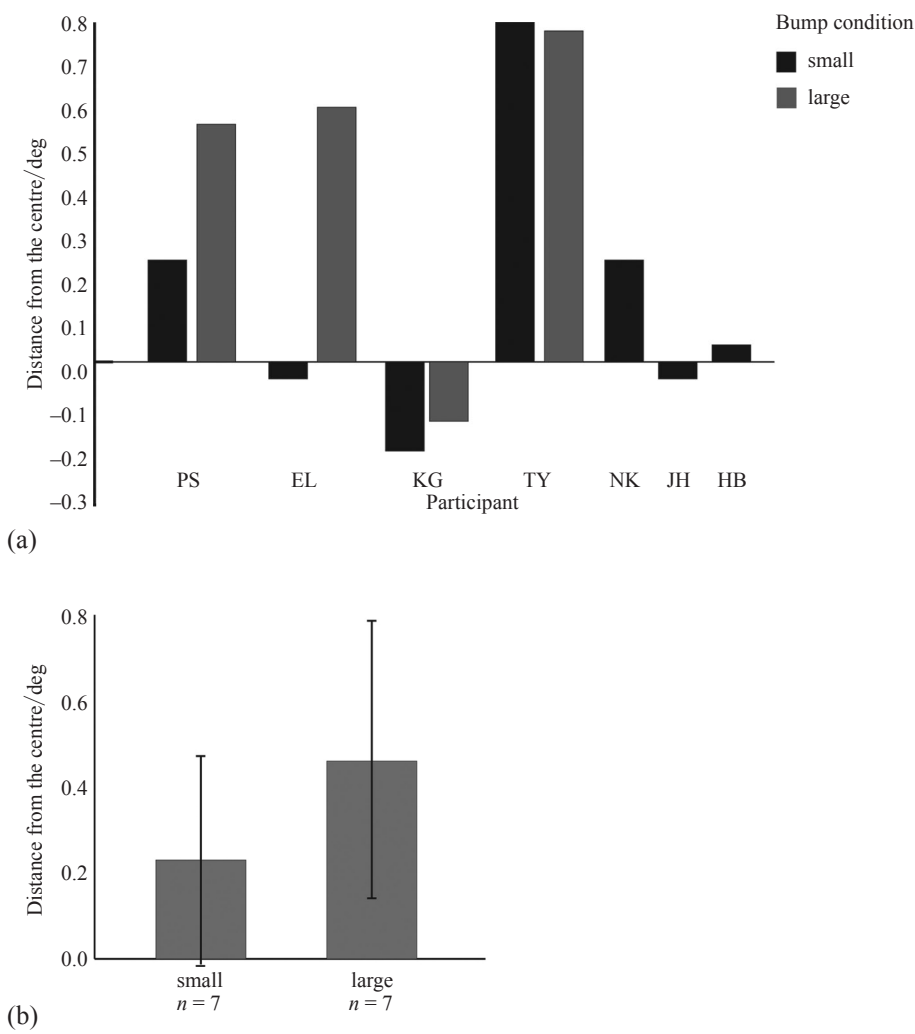 0.8
0.7
0.6
0.5
0.4
0.3
0.2
0.1
0.0
–0.1
–0.2
–0.3
Distance from the centre/deg
Bump condition
small
large
PS EL KG TY NK JH HB
Participant
(a)
0.8
0.6
0.4
0.2
0.0
Distance from the centre/deg
small large
n = 7 n = 7
(b)